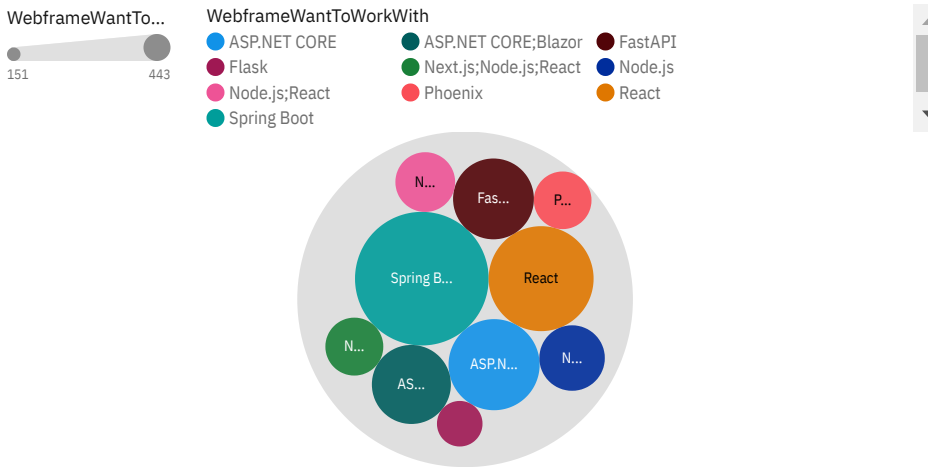 WebframeWantTo...
151 443
WebframeWantToWorkWith
ASP.NET CORE ASP.NET CORE;Blazor FastAPI
Flask Next.js;Node.js;React Node.js
Node.js;React Phoenix React
Spring Boot
N...
Fas...
P...
Spring B...
React
N...
ASP.N...
N...
AS...